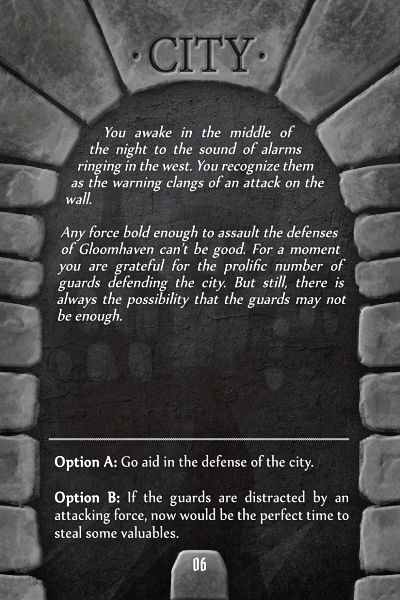 · CITY ·
You awake in the middle of
the night to the sound of alarms
ringing in the west. You recognize them
as the warning clangs of an attack on the
wall.
Any force bold enough to assault the defenses
of Gloomhaven can't be good. For a moment
you are grateful for the prolific number of
guards defending the city. But still, there is
always the possibility that the guards may not
be enough.
Option A: Go aid in the defense of the city.
Option B: If the guards are distracted by an
attacking force, now would be the perfect time to
steal some valuables.
06